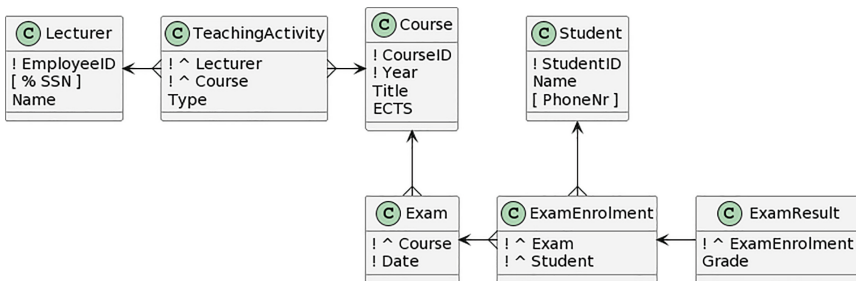 C Lecturer
! EmployeeID
[ % SSN ]
Name
C TeachingActivity
! ^ Lecturer
! ^ Course
Type
C Course
! CourseID
! Year
Title
ECTS
C Student
! StudentID
Name
[ PhoneNr ]
C Exam
! ^ Course
! Date
C ExamEnrolment
! ^ Exam
! ^ Student
C ExamResult
! ^ ExamEnrolment
Grade